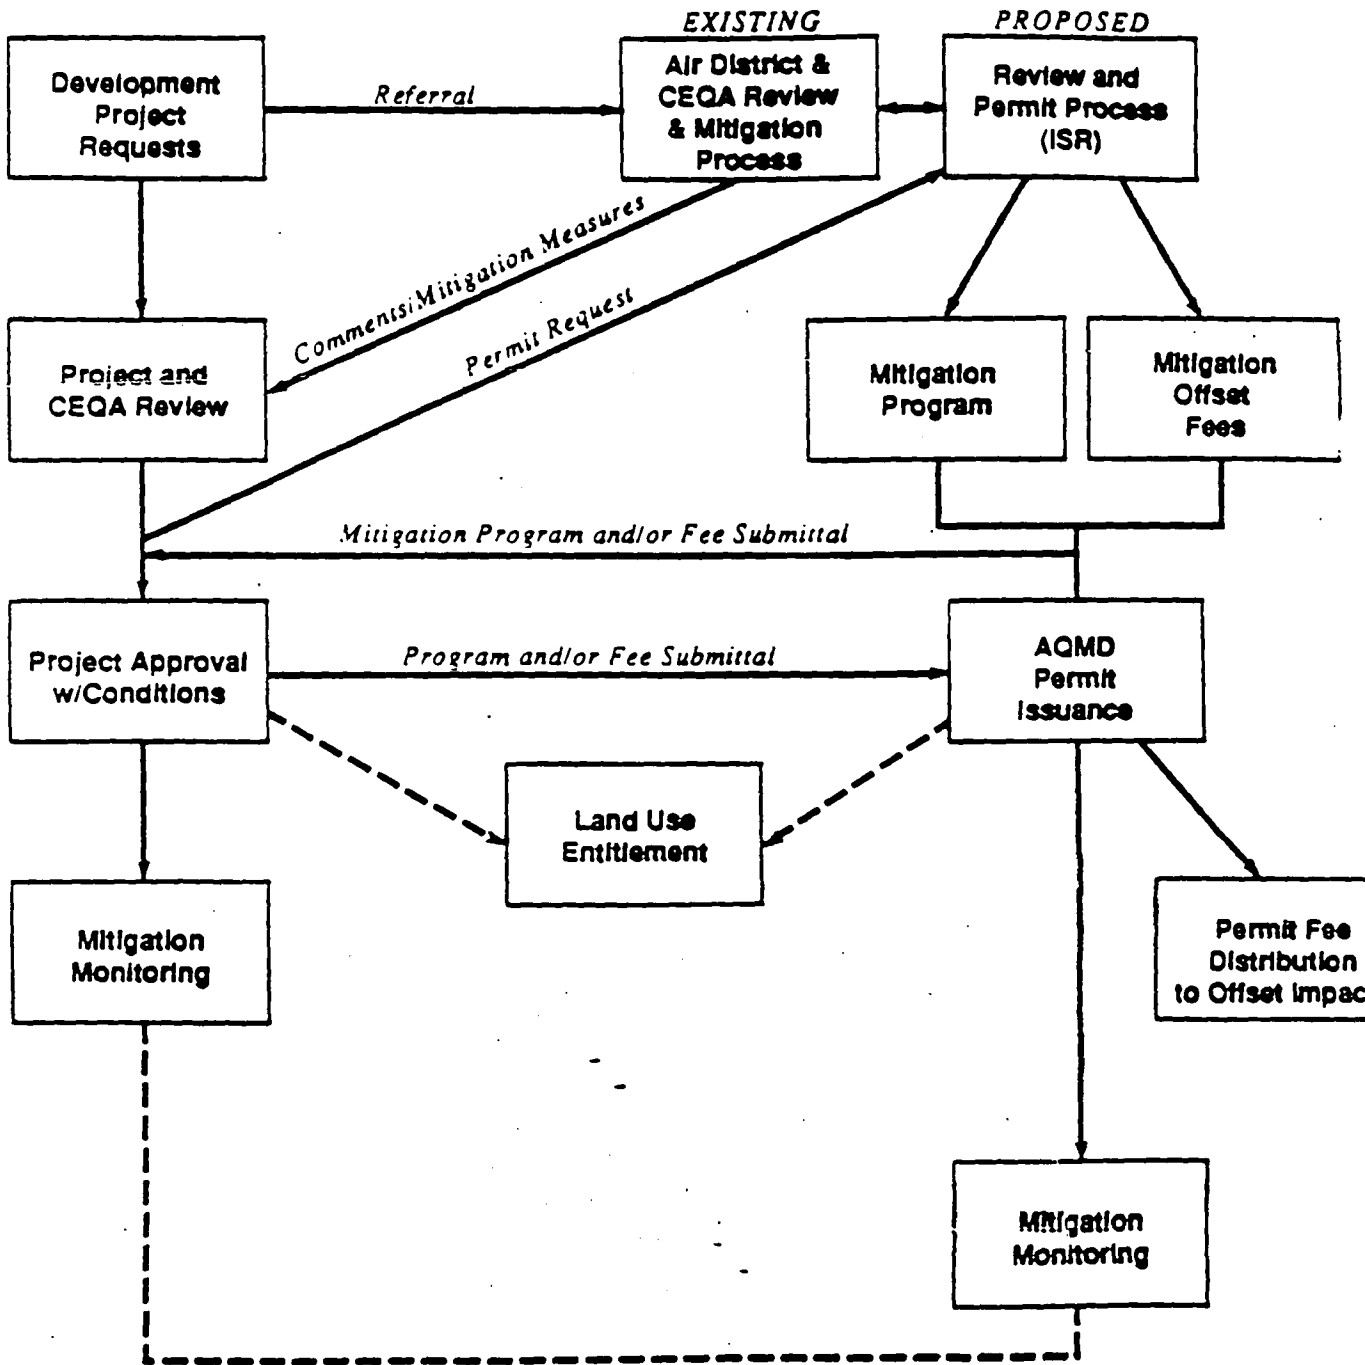 EXISTING
PROPOSED
Development
Project
Requests
Referral
Air District &
CEQA Review
& Mitigation
Process
Review and
Permit Process
(ISR)
Comments/Mitigation Measures
Permit Request
Project and
CEQA Review
Mitigation
Program
Mitigation
Offset
Fees
Mitigation Program and/or Fee Submittal
Project Approval
w/Conditions
Program and/or Fee Submittal
AQMD
Permit
Issuance
Land Use
Entitlement
Mitigation
Monitoring
Permit Fee
Distribution
to Offset Impac
Mitigation
Monitoring